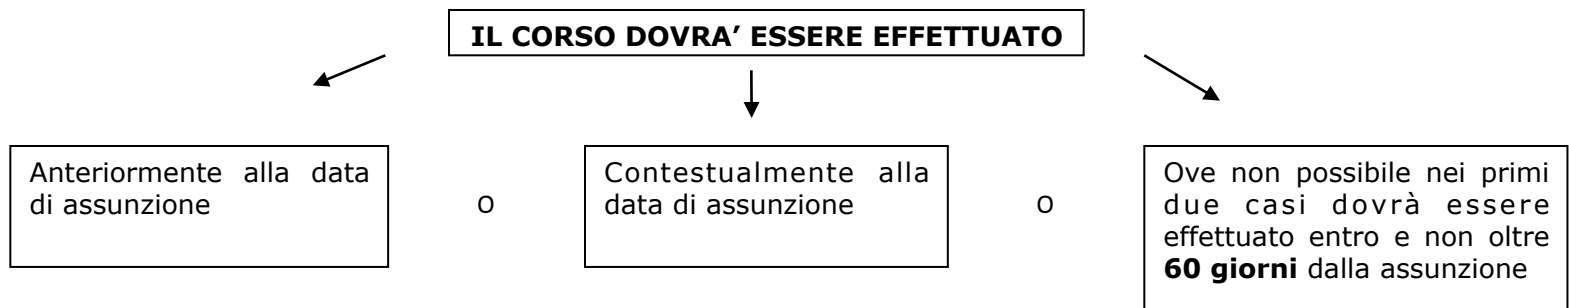 IL CORSO DOVRA’ ESSERE EFFETTUATO
Anteriormente alla data
di assunzione
O
Contestualmente alla
data di assunzione
O
Ove non possibile nei primi
due casi dovrà essere
effettuato entro e non oltre
60 giorni dalla assunzione